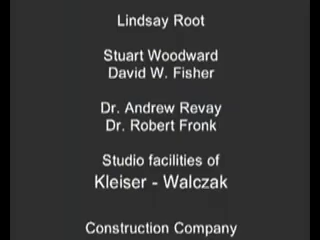 Lindsay Root
Stuart Woodward
David W. Fisher
Dr. Andrew Revay
Dr. Robert Fronk
Studio facilities of
Kleiser - Walczak
Construction Company